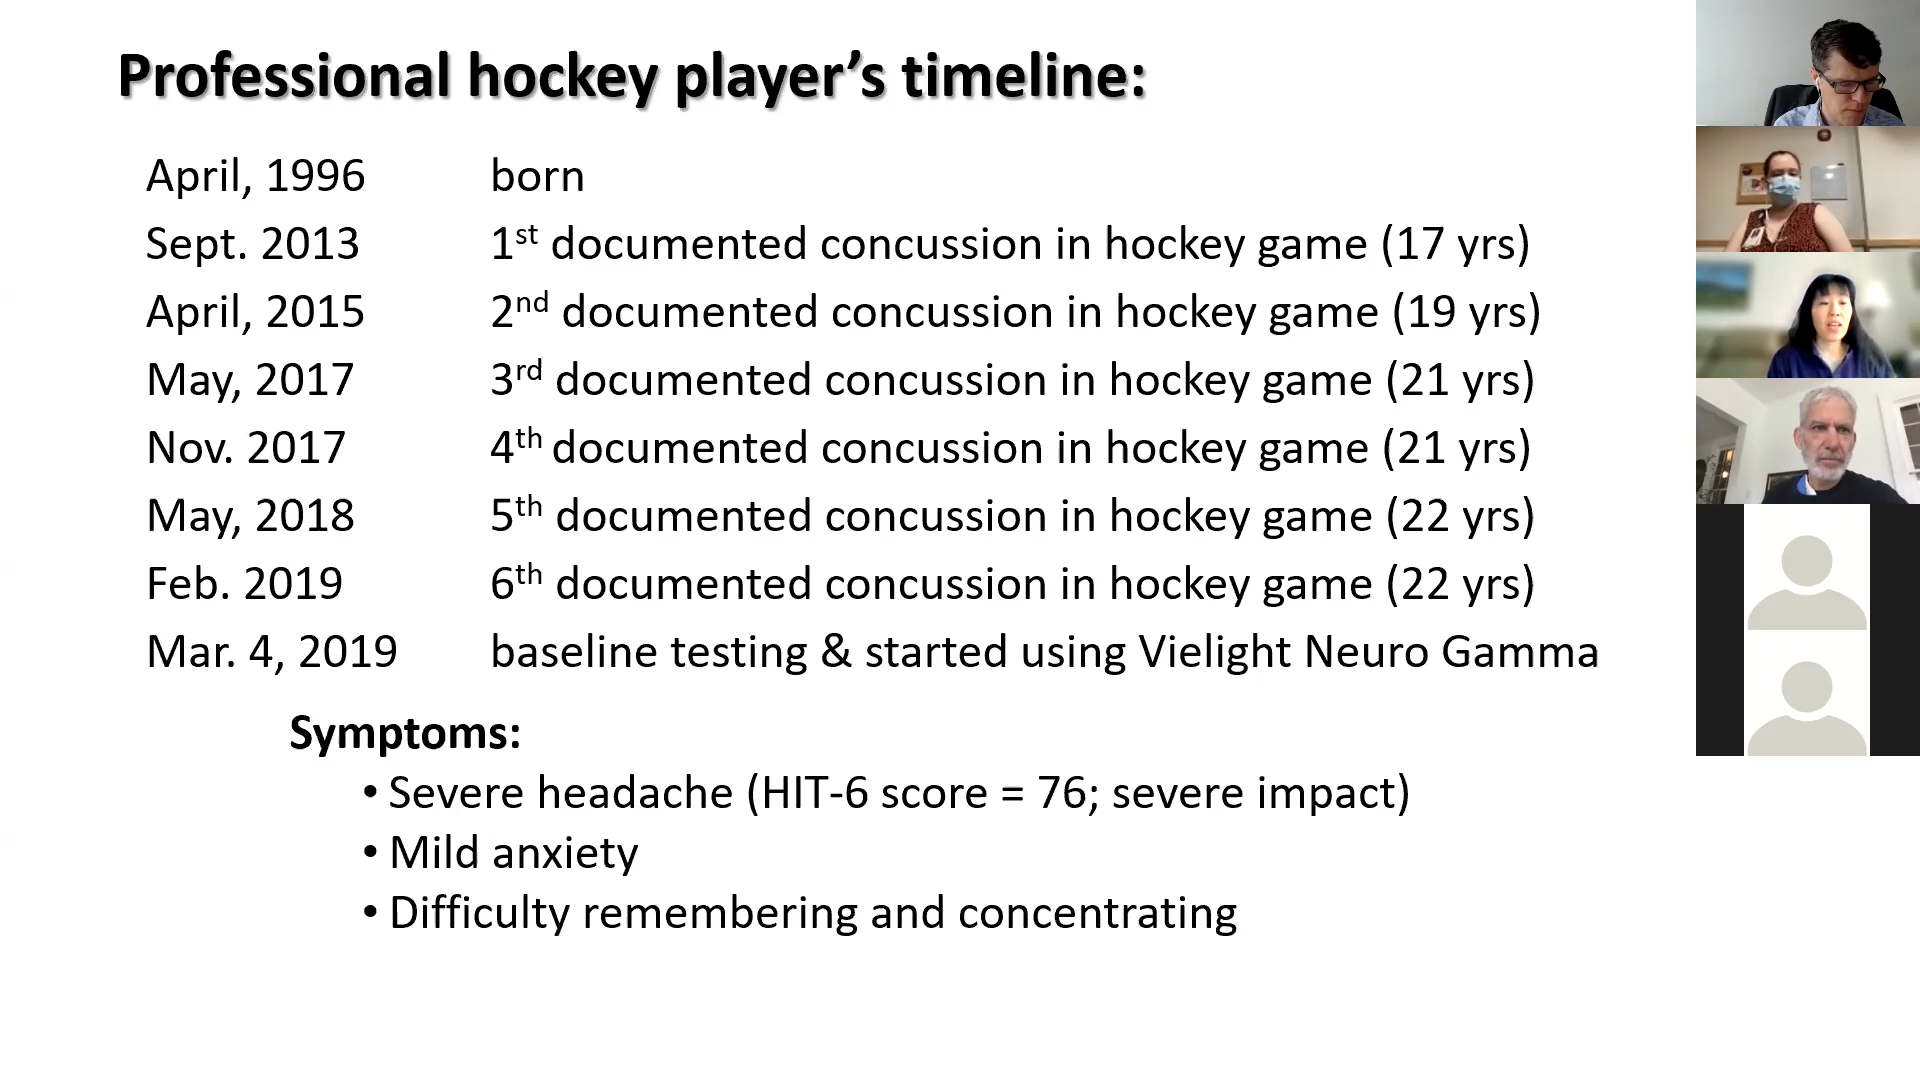 Professional hockey player’s timeline:
April, 1996 born
Sept. 2013 1st documented concussion in hockey game (17 yrs)
April, 2015 2nd documented concussion in hockey game (19 yrs)
May, 2017 3rd documented concussion in hockey game (21 yrs)
Nov. 2017 4th documented concussion in hockey game (21 yrs)
May, 2018 5th documented concussion in hockey game (22 yrs)
Feb. 2019 6th documented concussion in hockey game (22 yrs)
Mar. 4, 2019 baseline testing & started using Vielight Neuro Gamma
Symptoms:
• Severe headache (HIT-6 score = 76; severe impact)
• Mild anxiety
• Difficulty remembering and concentrating